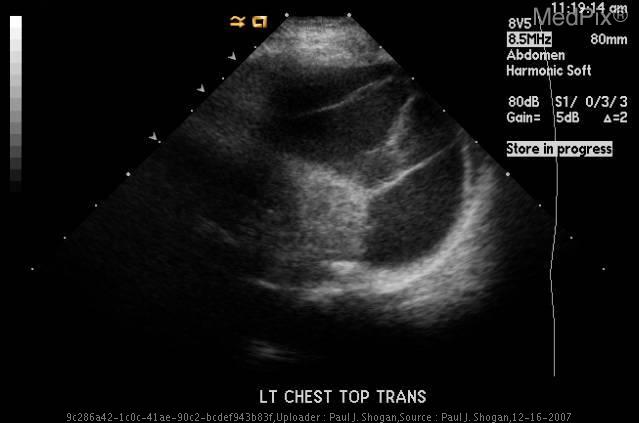 11:19:14 am
MedPix®
8V5
8.5MHz 80mm
Abdomen
Harmonic Soft
80dB S1/ 0/3/3
Gain= 5dB Δ=2
Store in progress
LT CHEST TOP TRANS
9c286a42-1c0c-41ae-90c2-bcdef943b83f,Uploader : Paul J. Shogan,Source : Paul J. Shogan,12-16-2007